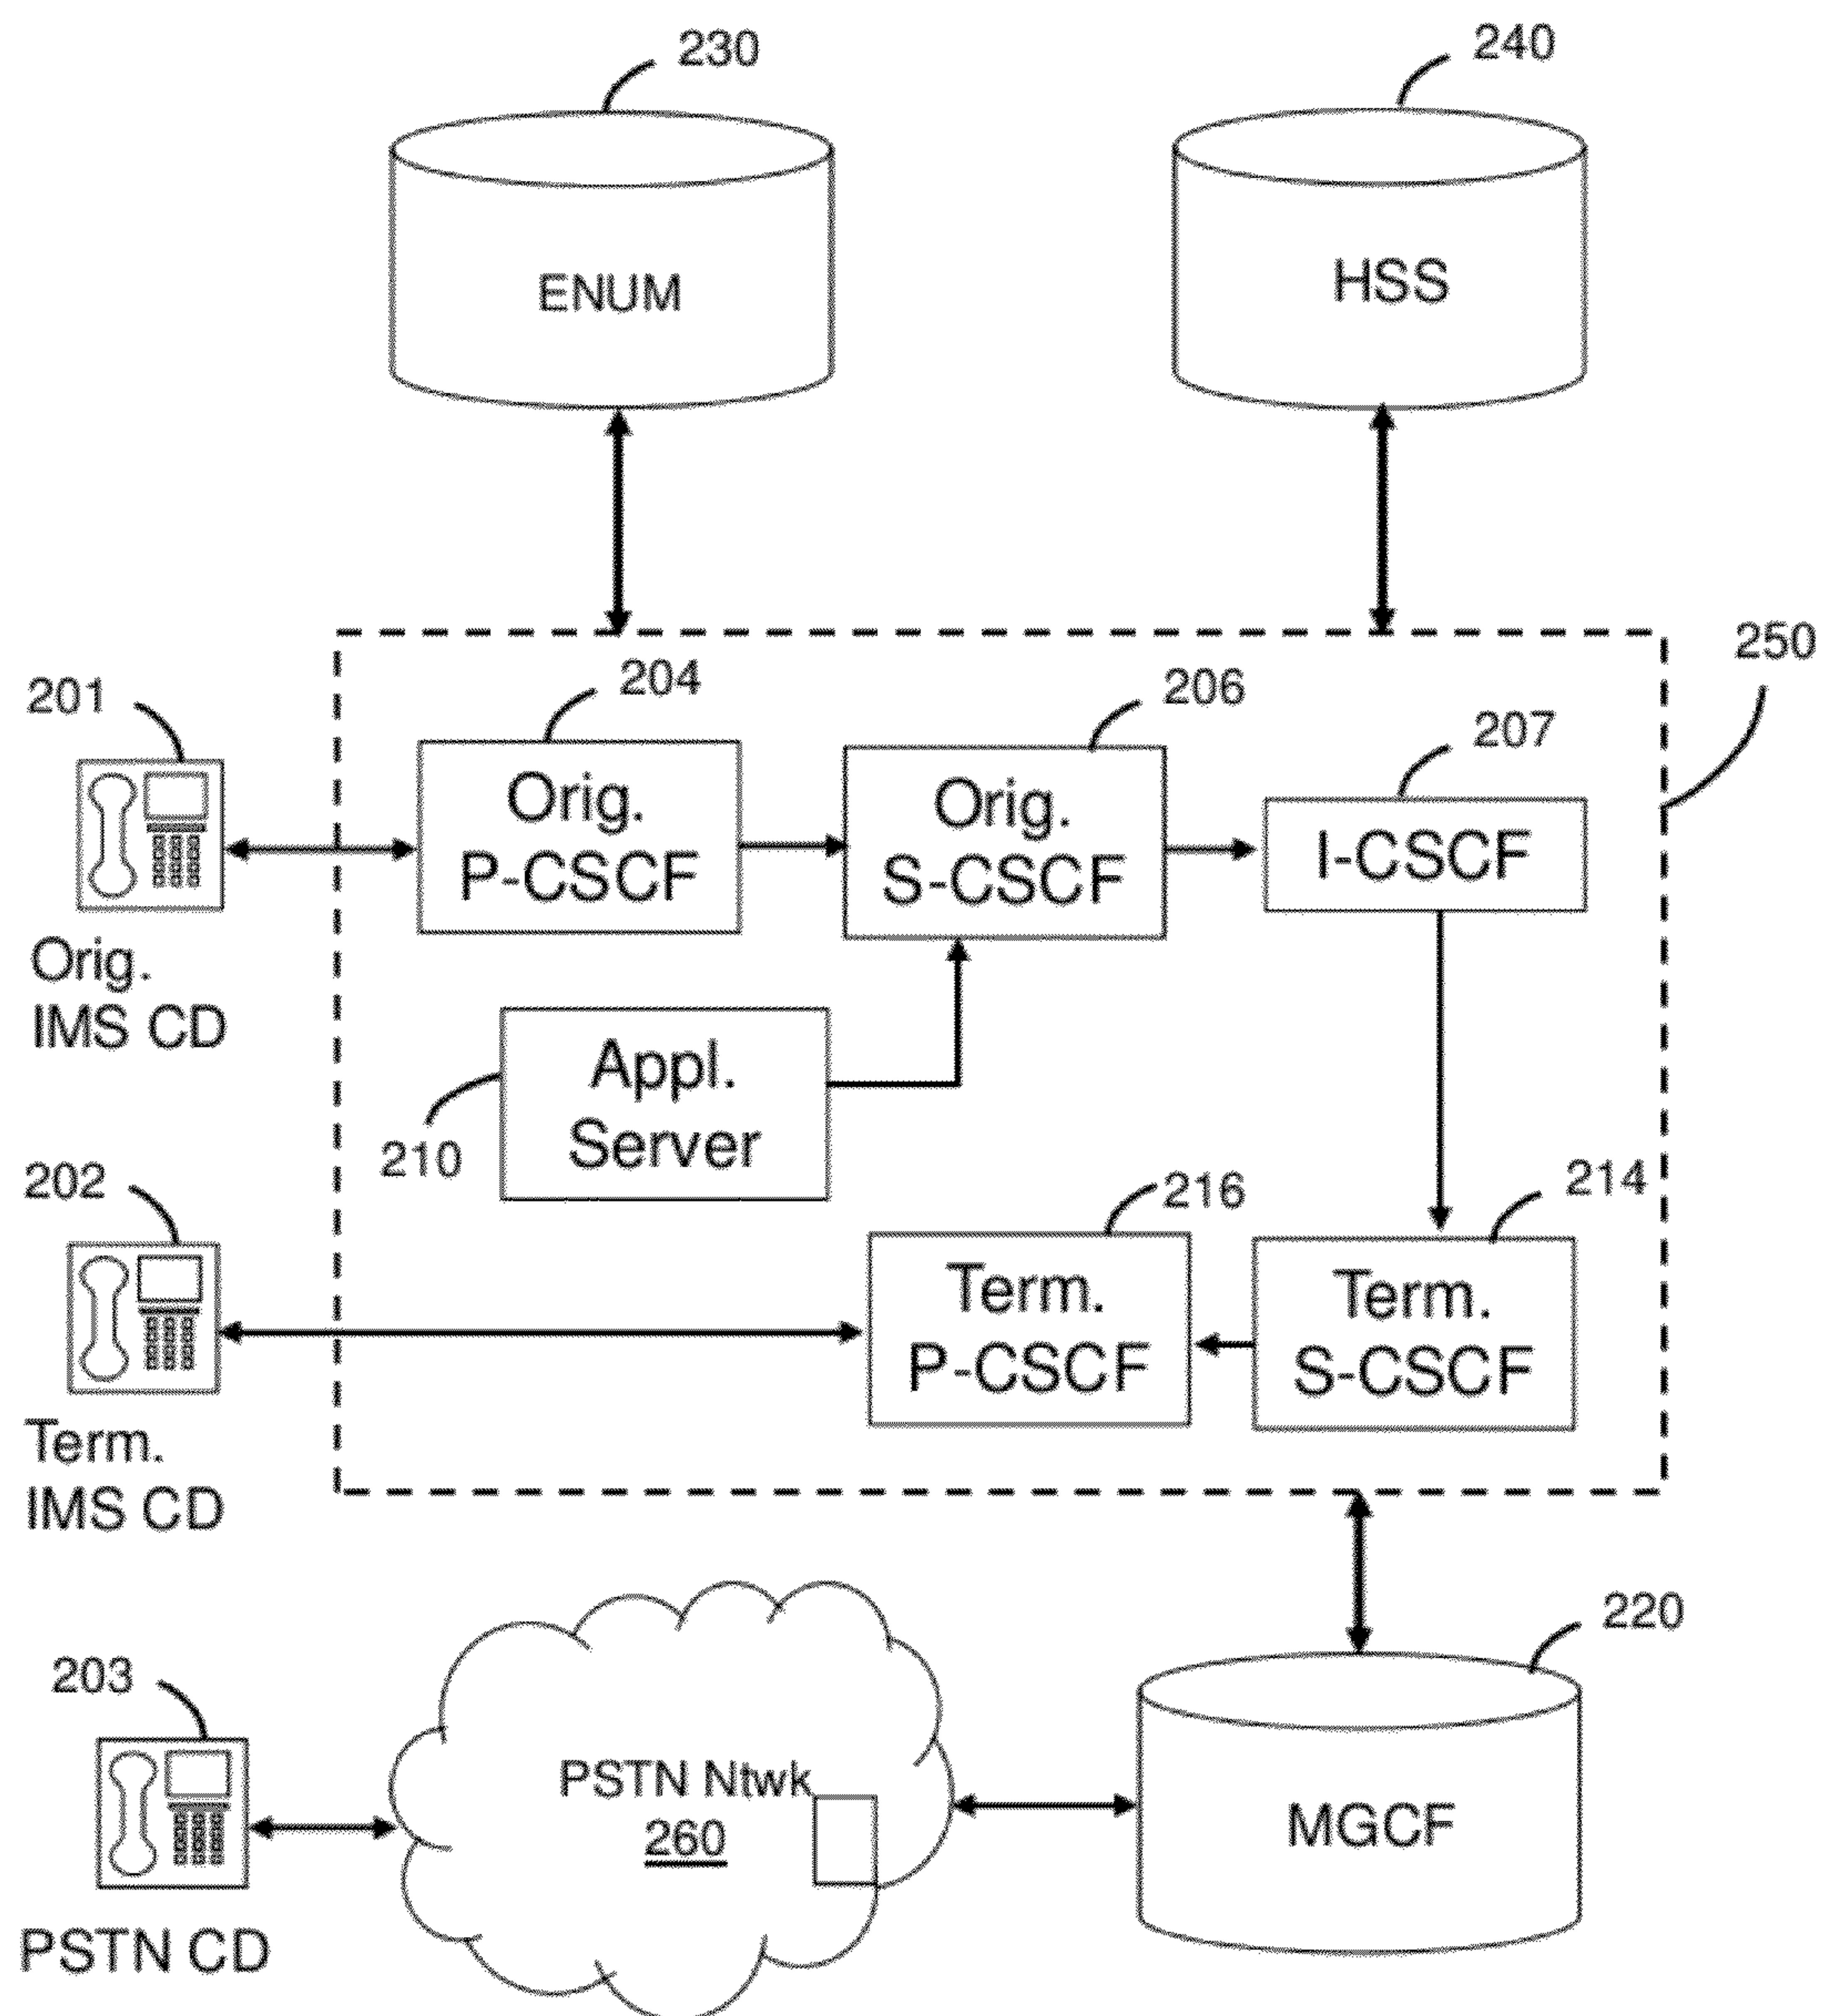 230
240
ENUM
HSS
250
201
204
206
207
Orig.
P-CSCF
Orig.
S-CSCF
I-CSCF
Orig.
IMS CD
Appl.
Server
210
202
216
214
Term.
P-CSCF
Term.
S-CSCF
Term.
IMS CD
220
203
PSTN Ntwk
260
MGCF
PSTN CD